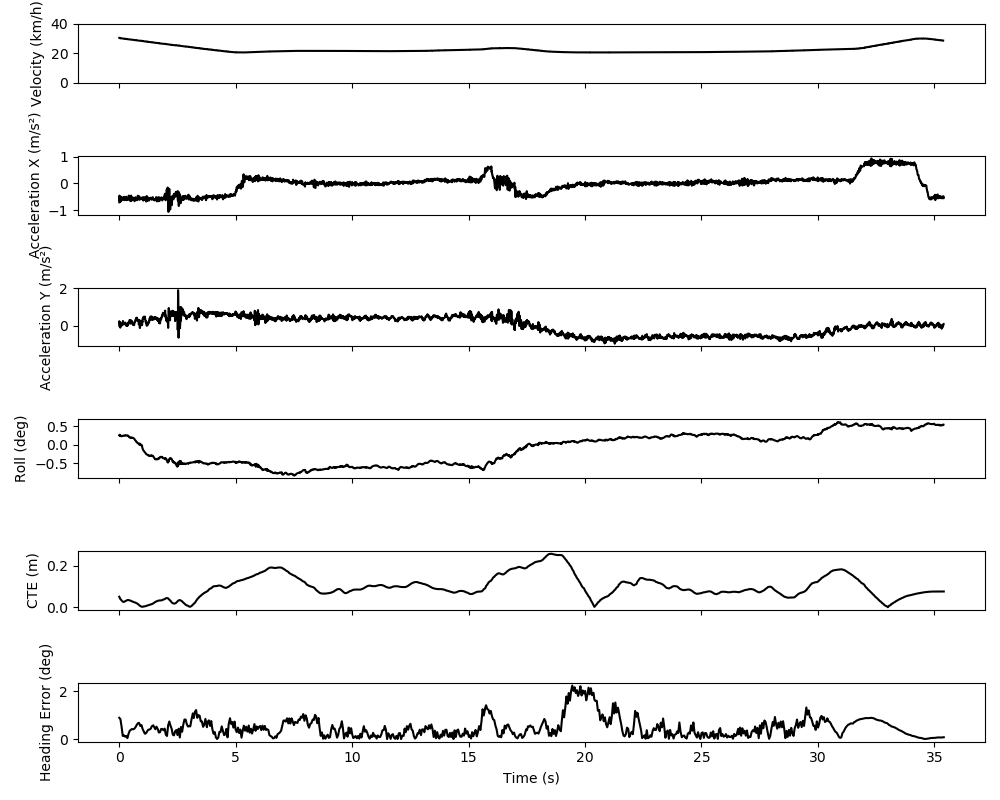 Velocity (km/h)
40
20
0
Acceleration X (m/s²)
1
0
−1
Acceleration Y (m/s²)
2
0
Roll (deg)
0.5
0.0
−0.5
CTE (m)
0.2
0.0
Heading Error (deg)
2
0
0 5 10 15 20 25 30 35
Time (s)